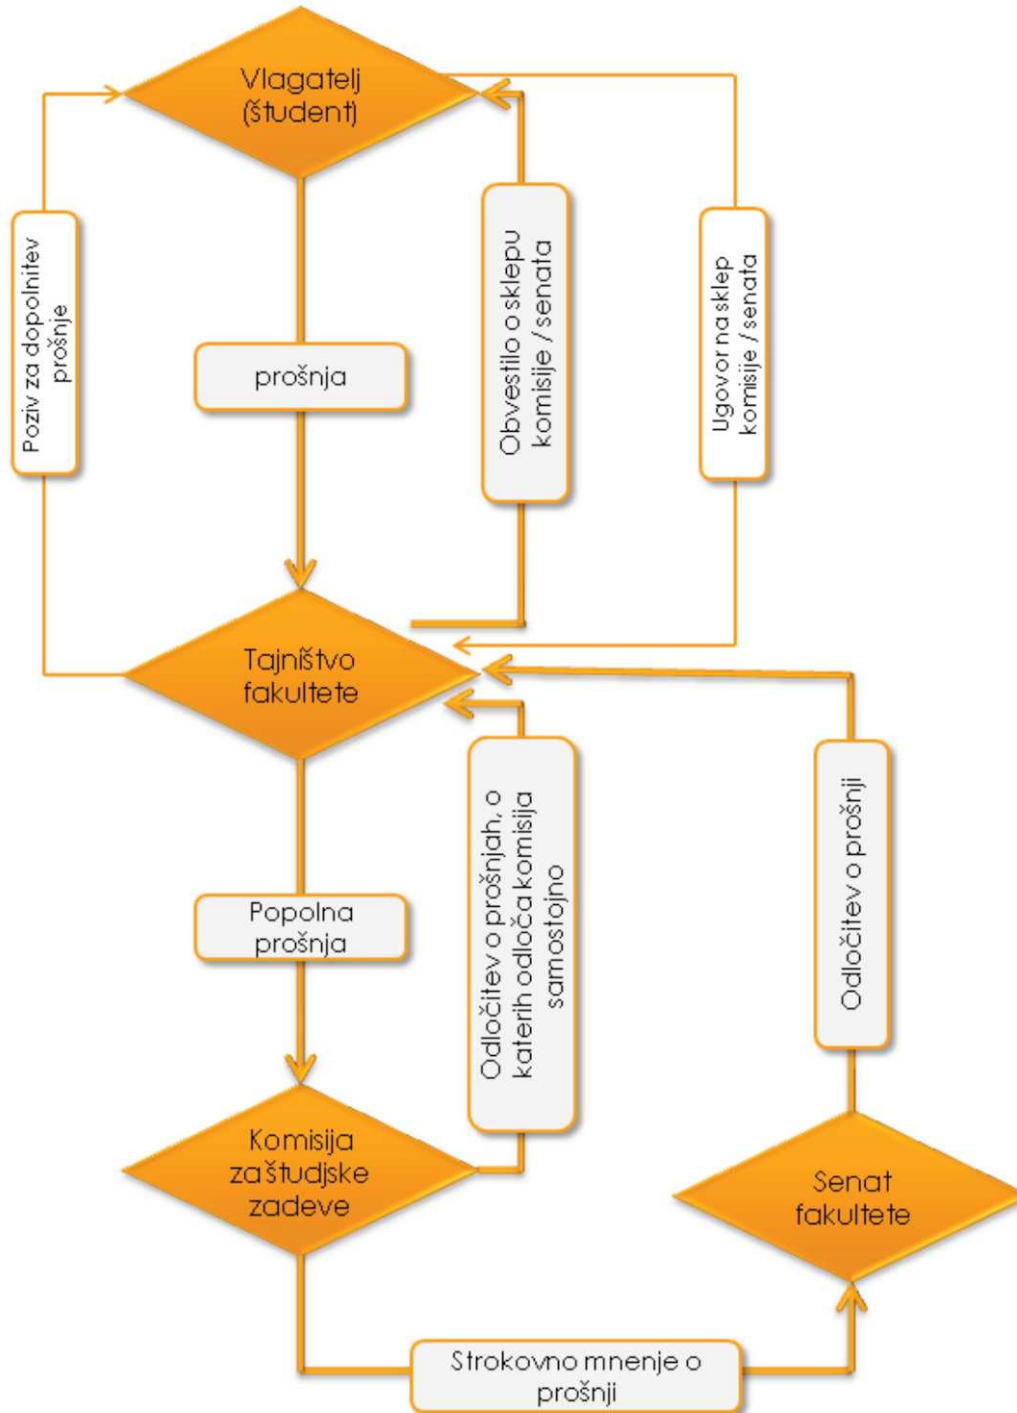 Vlagatelj
(študent)
Poziv za dopolnitev
prošnje
prošnja
Obvestilo o sklepu
komisije / senata
Ugovor na sklep
komisije / senata
Tajništvo
fakultete
Popolna
prošnja
Odločitev o prošnjah, o
katerih odloča komisija
samostojno
Odločitev o prošnji
Komisija
za študjske
zadeve
Senat
fakultete
Strokovno mnenje o
prošnji